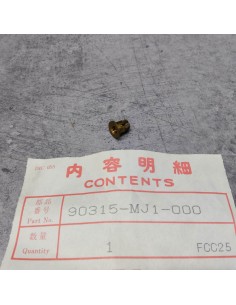 内容明細
CONTENTS
部品
番号
Part No.
90315-MJ1-000
数量
Quantity
1
FCC25